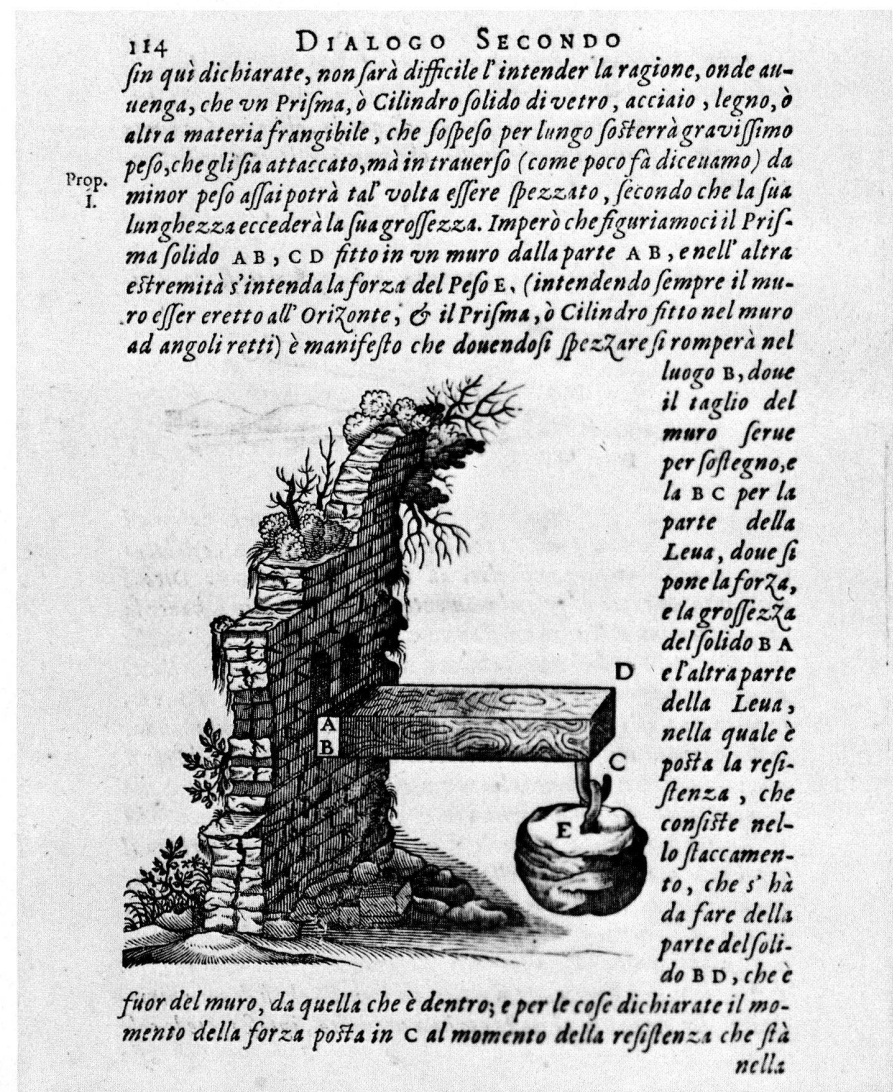 114 DIALOGO SECONDO
sin quì dichiarate, non sarà difficile l'intender la ragione, onde au-
uenga, che vn Prisma, ò Cilindro solido di vetro, acciaio, legno, ò
altra materia frangibile, che sospeso per lungo sosterrà gravissimo
peso, che gli sia attaccato, mà in trauerso (come poco fà diceuamo) da
Prop.
I.
minor peso assai potrà tal' volta essere spezzato, secondo che la sua
lunghezza eccederà la sua grossezza. Imperò che figuriamoci il Pris-
ma solido AB, CD fitto in vn muro dalla parte AB, e nell' altra
estremità s'intenda la forza del Peso E. (intendendo sempre il mu-
ro esser eretto all' Orizonte, & il Prisma, ò Cilindro fitto nel muro
ad angoli retti) è manifesto che douendosi spezzare si romperà nel
luogo B, doue
il taglio del
muro serue
per sostegno, e
la BC per la
parte della
Leua, doue si
pone la forza,
e la grossezza
del solido BA
e l'altra parte
della Leua,
nella quale è
posta la resi-
stenza, che
consiste nel-
lo staccamen-
to, che s' hà
da fare della
parte del soli-
do BD, che è
fuor del muro, da quella che è dentro; e per le cose dichiarate il mo-
mento della forza posta in C al momento della resistenza che stà
nella
D
A
B
C
E